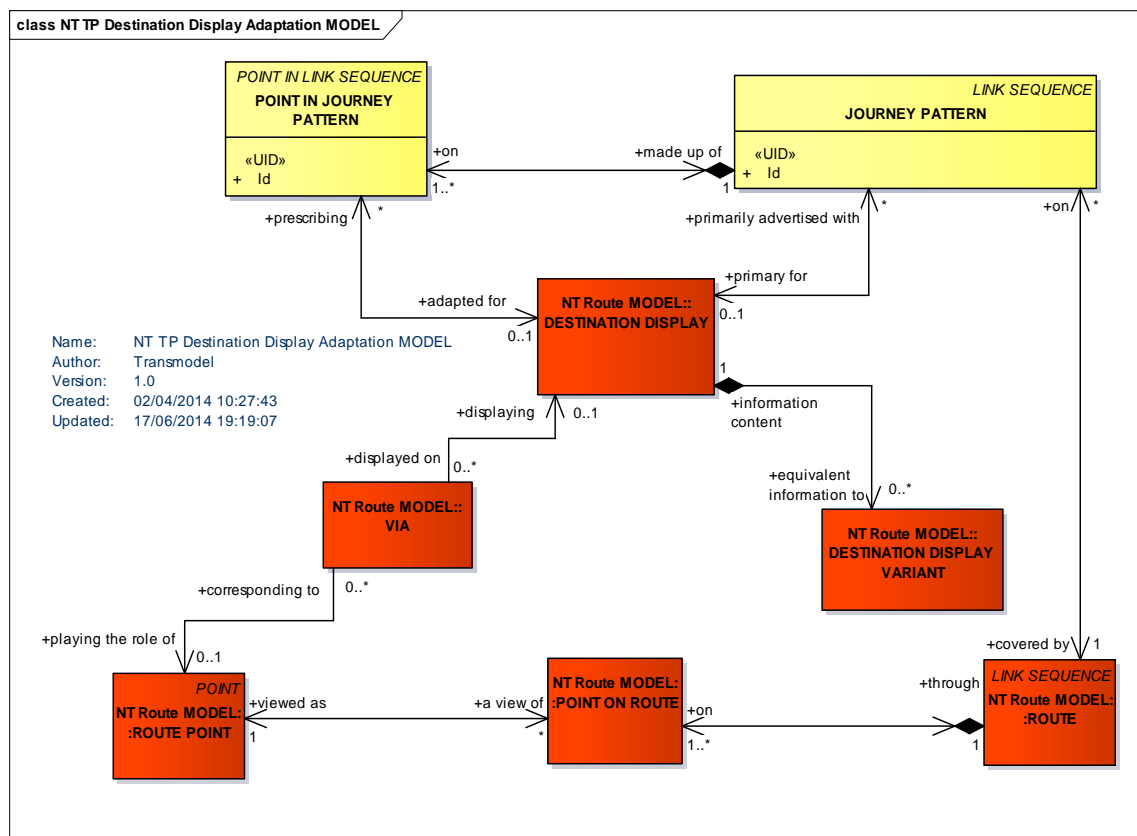 class NT TP Destination Display Adaptation MODEL
POINT IN LINK SEQUENCE
POINT IN JOURNEY
PATTERN
«UID»
+ Id
LINK SEQUENCE
JOURNEY PATTERN
«UID»
+ Id
+on
1..*
+made up of
1
+prescribing
*
+primarily advertised with
*
+on
*
+adapted for
0..1
+primary for
0..1
NT Route MODEL::
DESTINATION DISPLAY
Name: NT TP Destination Display Adaptation MODEL
Author: Transmodel
Version: 1.0
Created: 02/04/2014 10:27:43
Updated: 17/06/2014 19:19:07
+displaying
0..1
1
+information
content
+displayed on
0..*
+equivalent
information to
0..*
NT Route MODEL::
VIA
NT Route MODEL::
DESTINATION DISPLAY
VARIANT
+corresponding to
0..*
+playing the role of
0..1
+covered by
1
POINT
NT Route MODEL:
:ROUTE POINT
+viewed as
1
+a view of
*
NT Route MODEL:
:POINT ON ROUTE
+on
1..*
+through
1
LINK SEQUENCE
NT Route MODEL:
:ROUTE